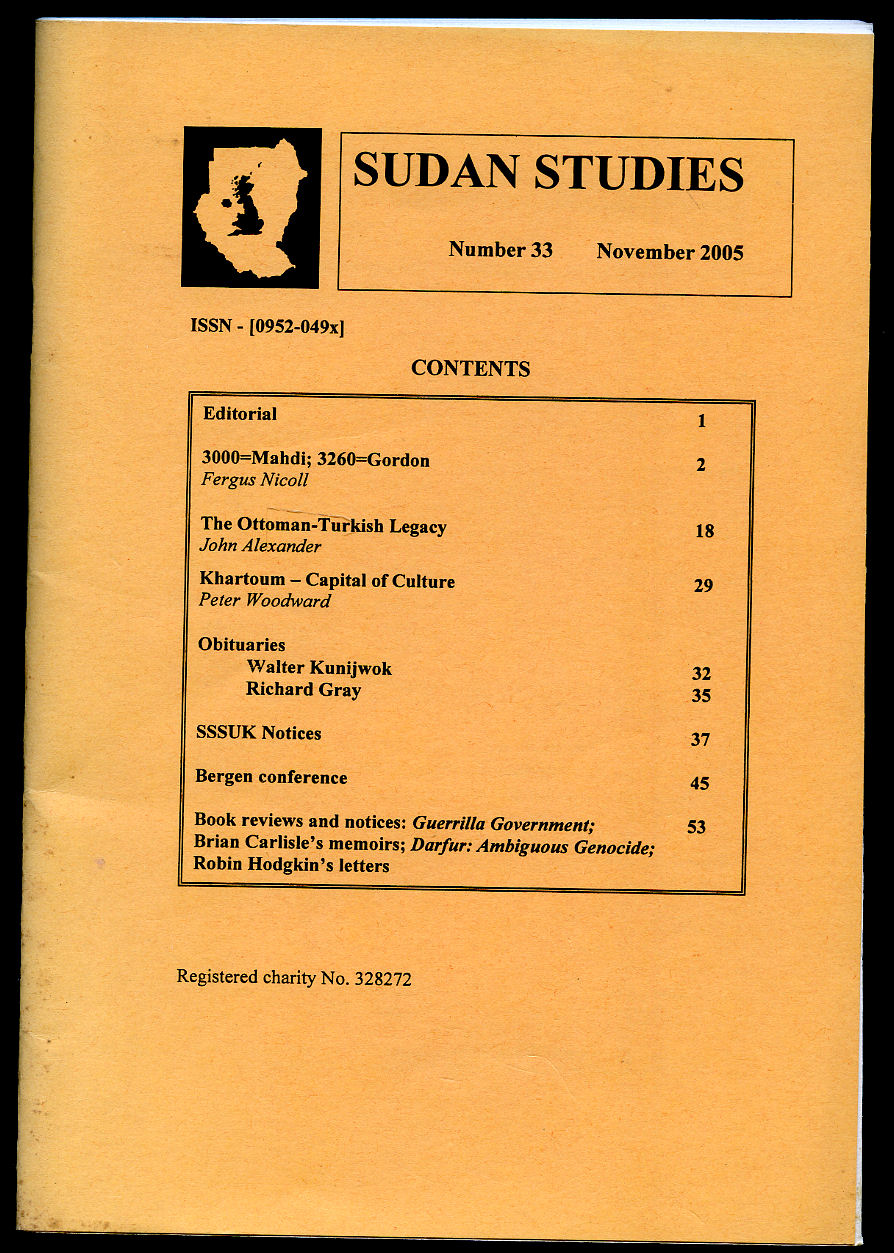 SUDAN STUDIES
Number 33 November 2005
ISSN - [0952-049x]
CONTENTS
Editorial 1
3000=Mahdi; 3260=Gordon 2
Fergus Nicoll
The Ottoman-Turkish Legacy 18
John Alexander
Khartoum – Capital of Culture 29
Peter Woodward
Obituaries
Walter Kunijwok 32
Richard Gray 35
SSSUK Notices 37
Bergen conference 45
Book reviews and notices: Guerrilla Government; 53
Brian Carlisle's memoirs; Darfur: Ambiguous Genocide;
Robin Hodgkin's letters
Registered charity No. 328272